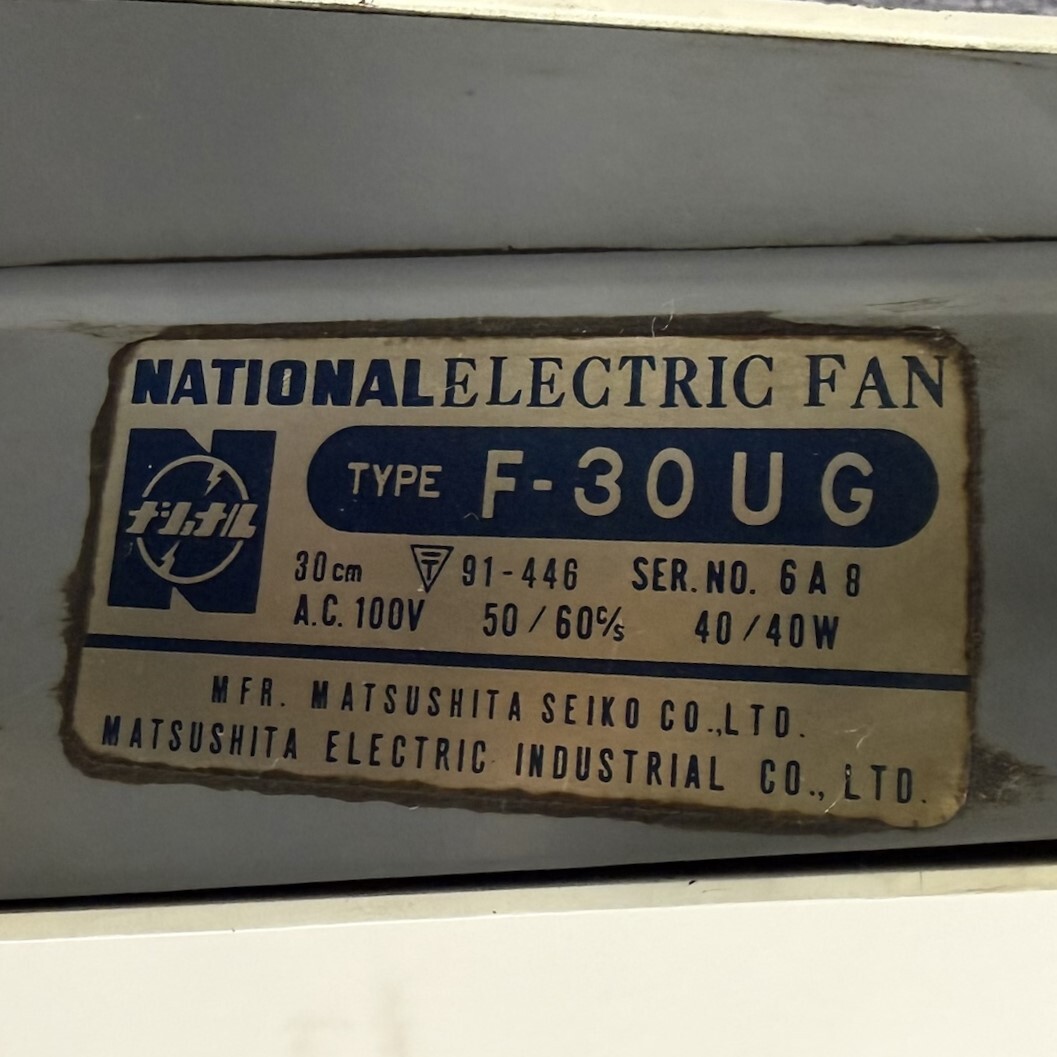 NATIONAL ELECTRIC FAN
ナショナル
TYPE F-30UG
30cm 〒 91-446 SER. NO. 6A8
A.C. 100V 50/60c/s 40/40W
MFR. MATSUSHITA SEIKO CO.,LTD.
MATSUSHITA ELECTRIC INDUSTRIAL CO., LTD.